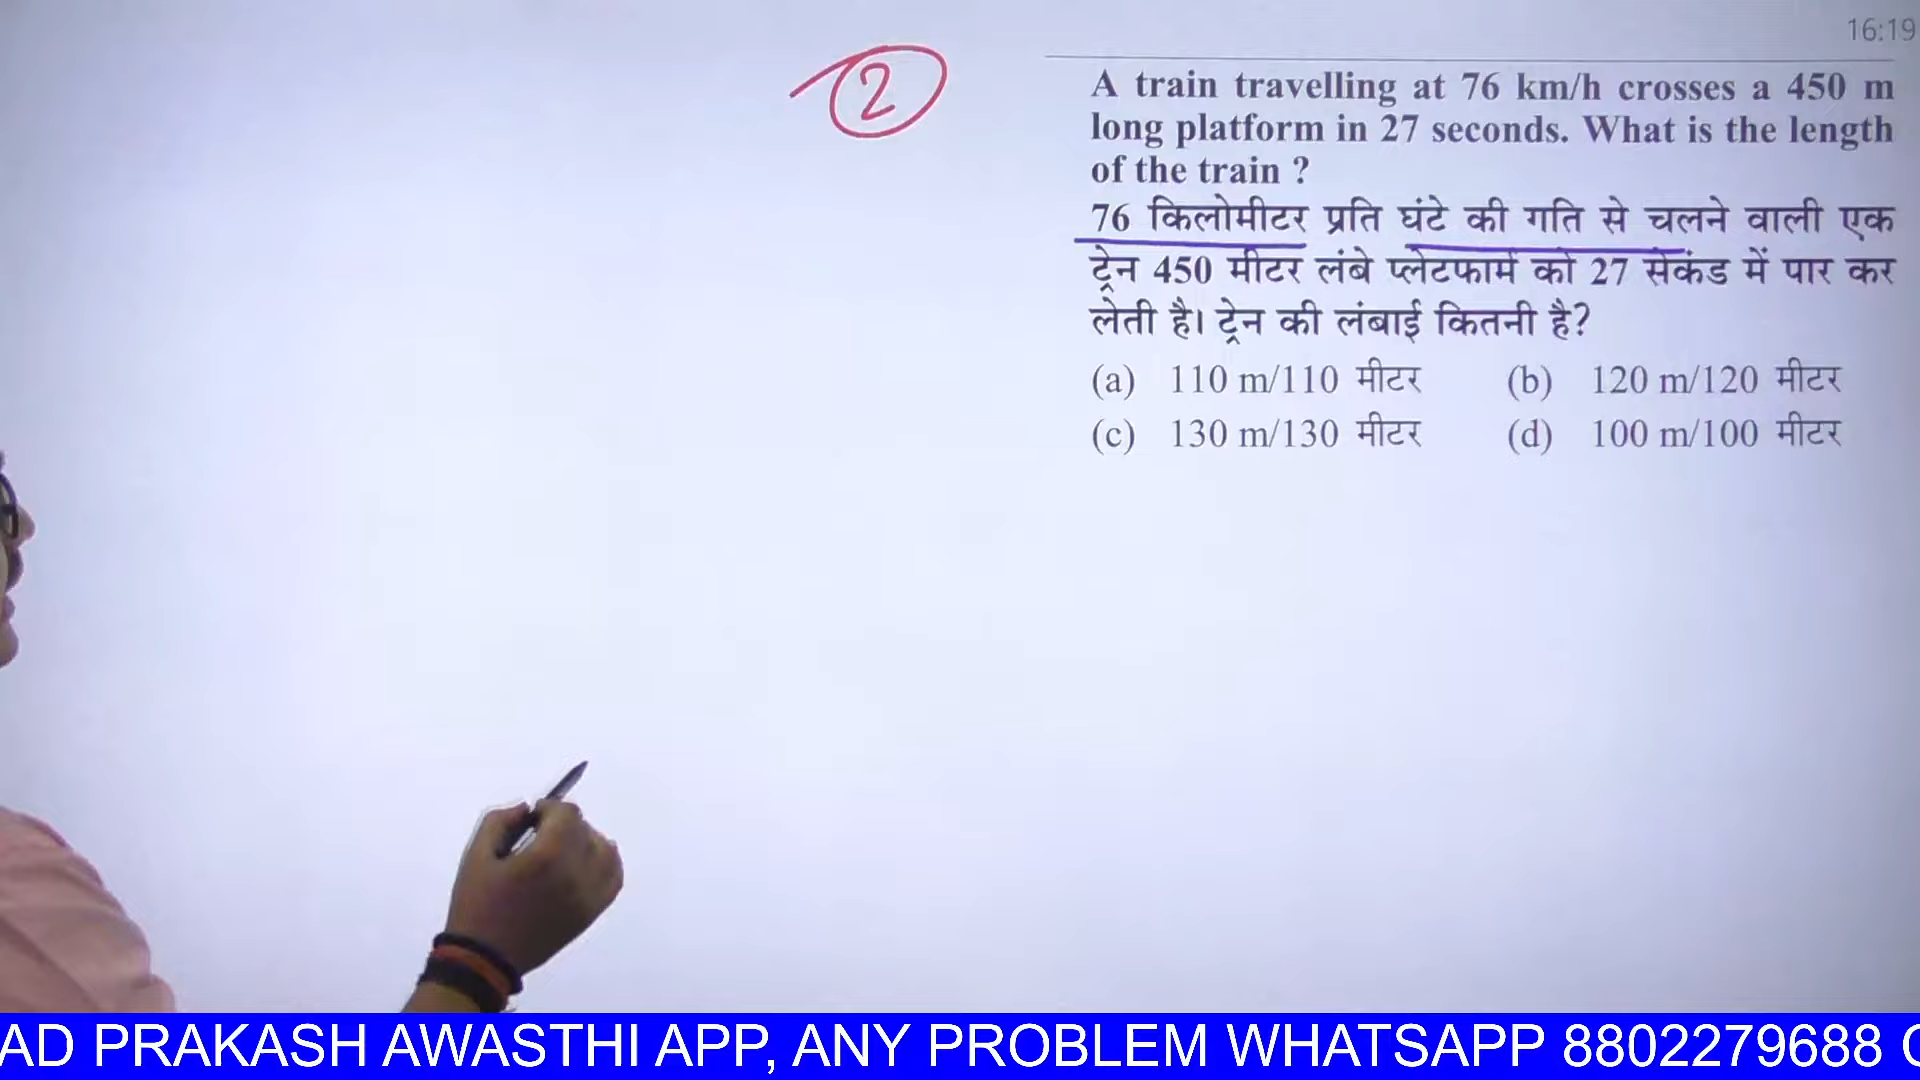 16:19
2
A train travelling at 76 km/h crosses a 450 m
long platform in 27 seconds. What is the length
of the train ?
76 किलोमीटर प्रति घंटे की गति से चलने वाली एक
ट्रेन 450 मीटर लंबे प्लेटफार्म को 27 सेकंड में पार कर
लेती है। ट्रेन की लंबाई कितनी है?
(a) 110 m/110 मीटर (b) 120 m/120 मीटर
(c) 130 m/130 मीटर (d) 100 m/100 मीटर
AD PRAKASH AWASTHI APP, ANY PROBLEM WHATSAPP 8802279688